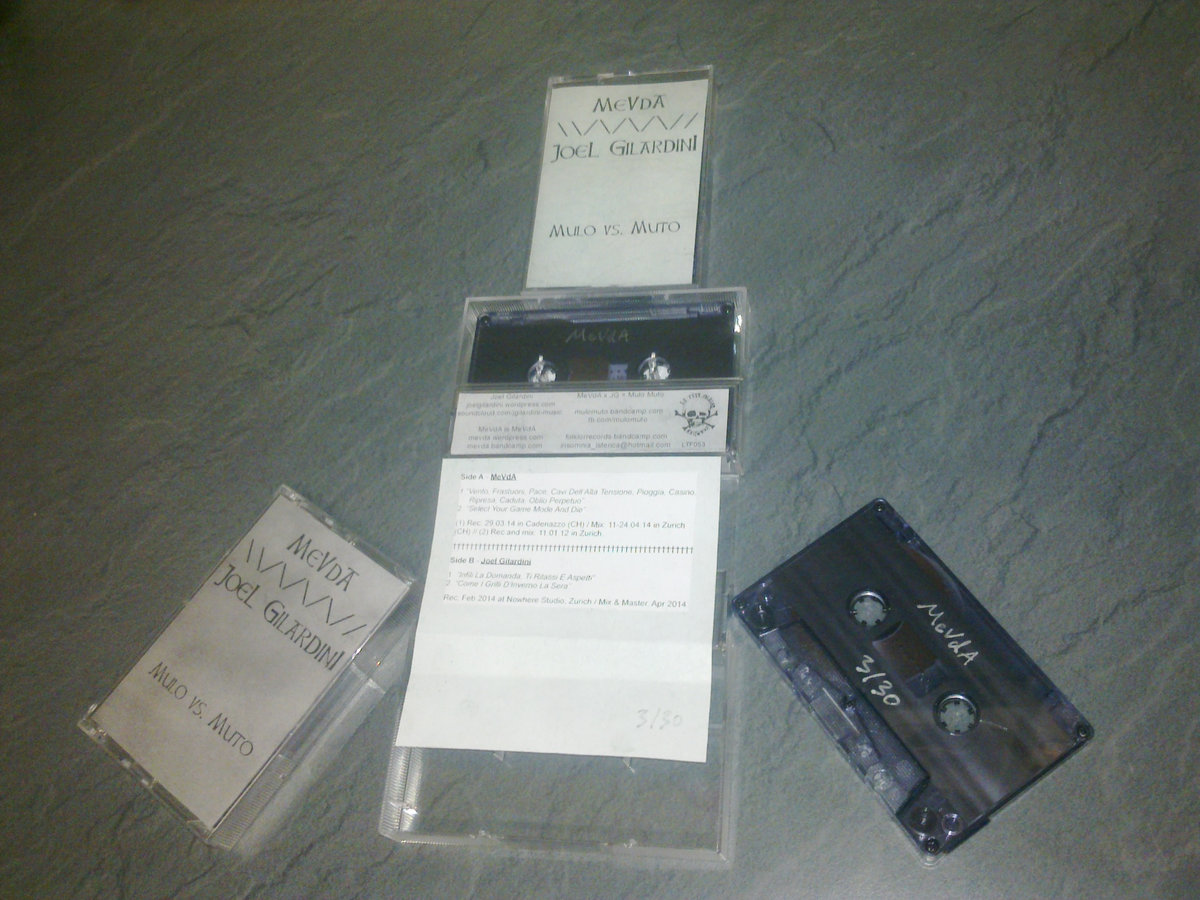 MeVdA
\\/\/\/\/\//
Joel Gilardini
Mulo vs. Muto
MeVdA
Joel Gilardini
joelgilardini.wordpress.com
soundcloud.com/gilardini-music
MeVdA is MeVdA
mevda.wordpress.com
mevda.bandcamp.com
MeVdA x JG = Mulo Muto
mulomuto.bandcamp.com
fb.com/mulomuto
folklorrecords.bandcamp.com
insomnia_isterica@hotmail.com
LTF053
Side A - MeVdA
1. "Vento, Frastuoni, Pace, Cavi Dell'Alta Tensione, Pioggia, Casino,
Ripresa, Caduta, Oblio Perpetuo"
2. "Select Your Game Mode And Die"
(1) Rec: 29.03.14 in Cadenazzo (CH) / Mix: 11-24.04.14 in Zurich
(CH) // (2) Rec and mix: 11.01.12 in Zurich.
††††††††††††††††††††††††††††††††††††††††††††††††††††††
Side B - Joel Gilardini
1. "Infili La Domanda, Ti Rilassi E Aspetti"
2. "Come I Grilli D'Inverno La Sera"
Rec: Feb 2014 at Nowhere Studio, Zurich / Mix & Master: Apr 2014
3/30
MeVdA
\\/\/\/\/\//
Joel Gilardini
Mulo vs. Muto
MeVdA
3/30